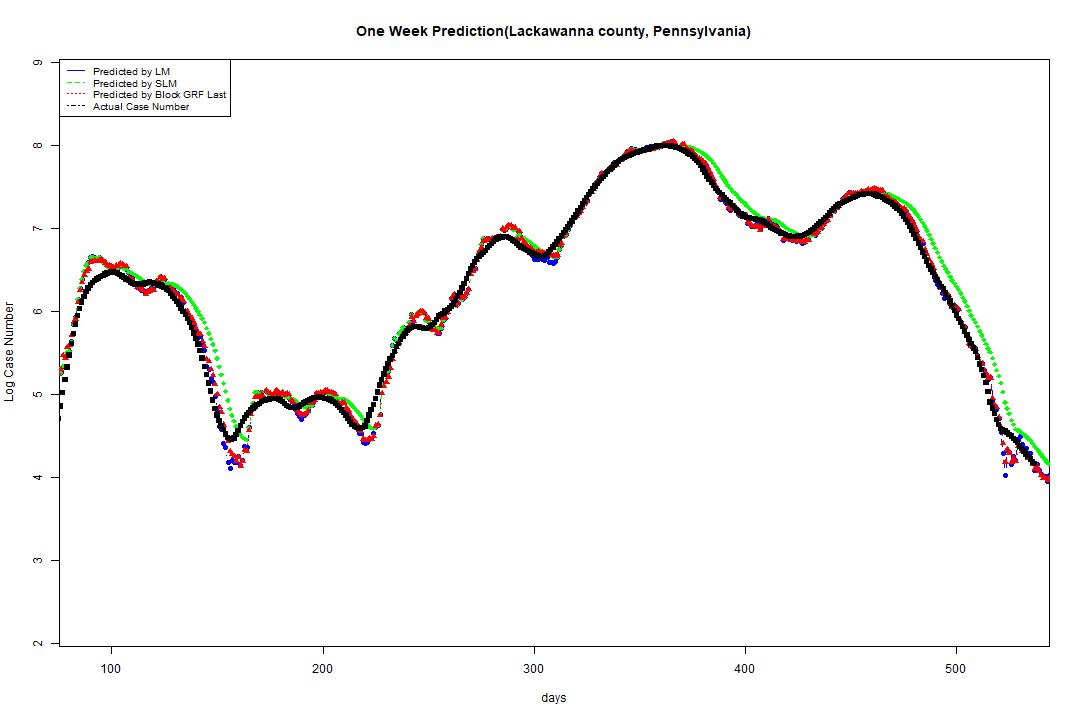 One Week Prediction(Lackawanna county, Pennsylvania)
Predicted by LM
Predicted by SLM
Predicted by Block GRF Last
Actual Case Number
9
8
7
6
5
4
3
2
Log Case Number
100 200 300 400 500
days